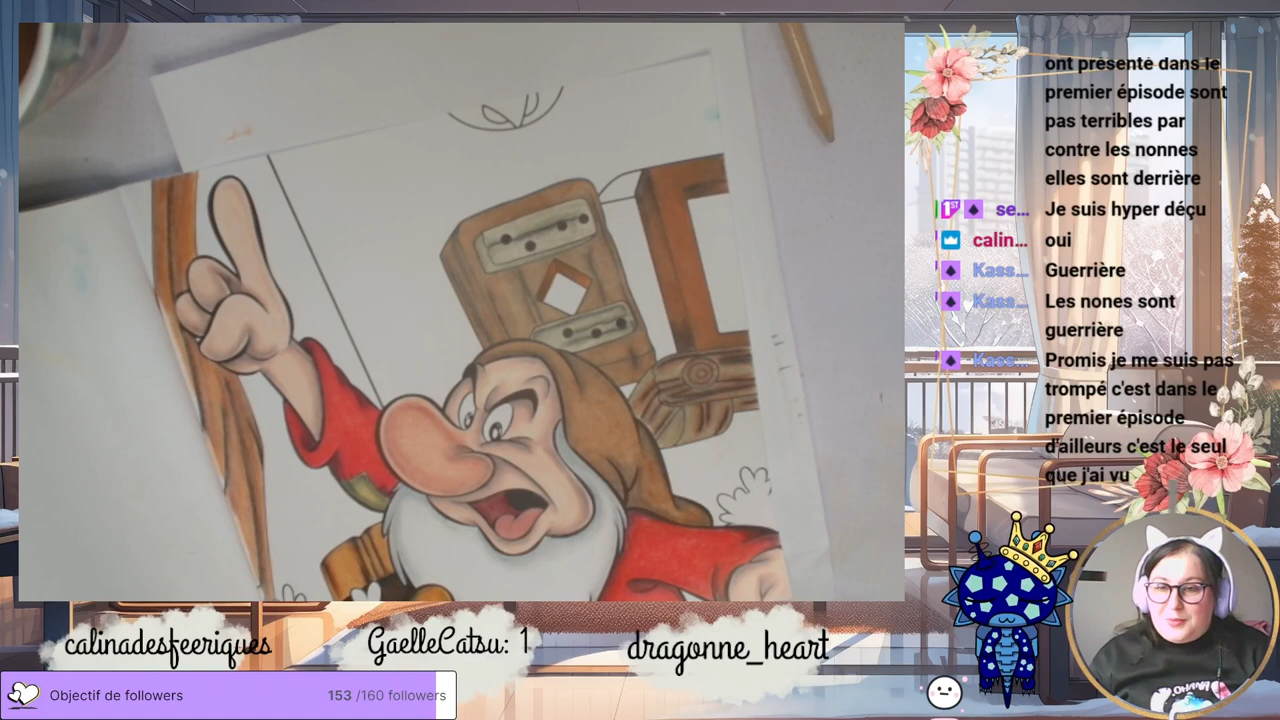 ont présenté dans le
premier épisode sont
pas terribles par
contre les nonnes
elles sont derrière
1ST se... Je suis hyper déçu
calin... oui
Kass... Guerrière
Kass... Les nones sont
guerrière
Kass... Promis je me suis pas
trompé c'est dans le
premier épisode
d'ailleurs c'est le seul
que j'ai vu
calinadesfeeriques
GaelleCatsu: 1
dragonne_heart
Objectif de followers 153 /160 followers